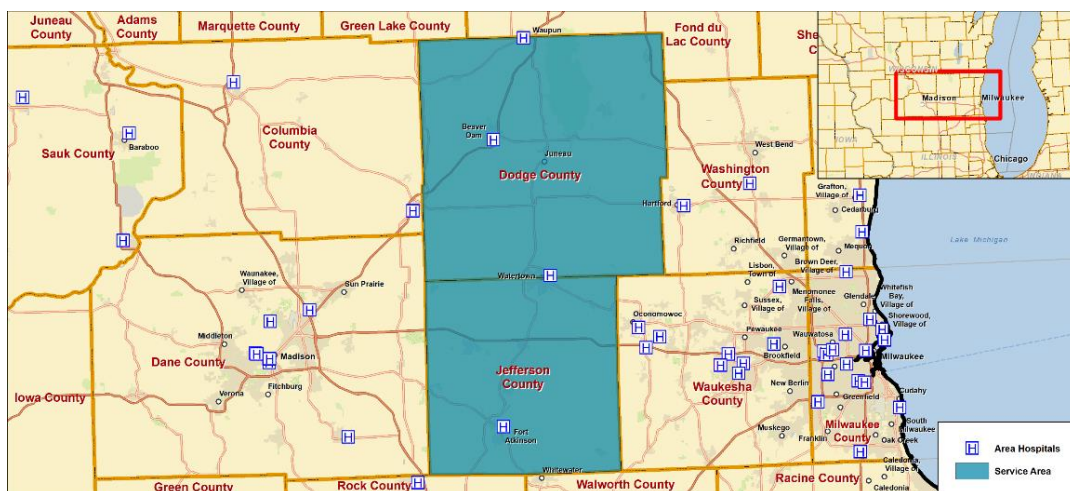 Juneau
County
Adams
County
Marquette County
Green Lake County
Waupun
Fond du
Lac County
She
C
WISCONSIN
Madison
Milwaukee
IOWA
ILLINOIS
Chicago
INDIANA
Columbia
County
Sauk County
Baraboo
Beaver
Dam
Juneau
Dodge County
West Bend
Washington
County
Hartford
Grafton,
Village of
Cedarburg
Lake Michigan
Richfield
Germantown,
Village of
Mequon
Lisbon,
Town of
Brown Deer,
Village of
Watertown
Waunakee,
Village of
Sun Prairie
Menomonee
Falls,
Village of
Sussex,
Village of
Glendale
Whitefish
Bay,
Village of
Shorewood,
Village of
Oconomowoc
Pewaukee
Wauwatosa
Middleton
Dane County
Madison
Brookfield
Milwaukee
Jefferson
County
Verona
Fitchburg
Waukesha
County
New Berlin
Greenfield
Cudahy
Iowa County
Fort
Atkinson
Muskego
Franklin
Milwaukee
County
South
Milwaukee
Oak Creek
Whitewater
Caledonia,
Village of
Caledonia
Green County
Rock County
Walworth County
Racine County
H Area Hospitals
Service Area